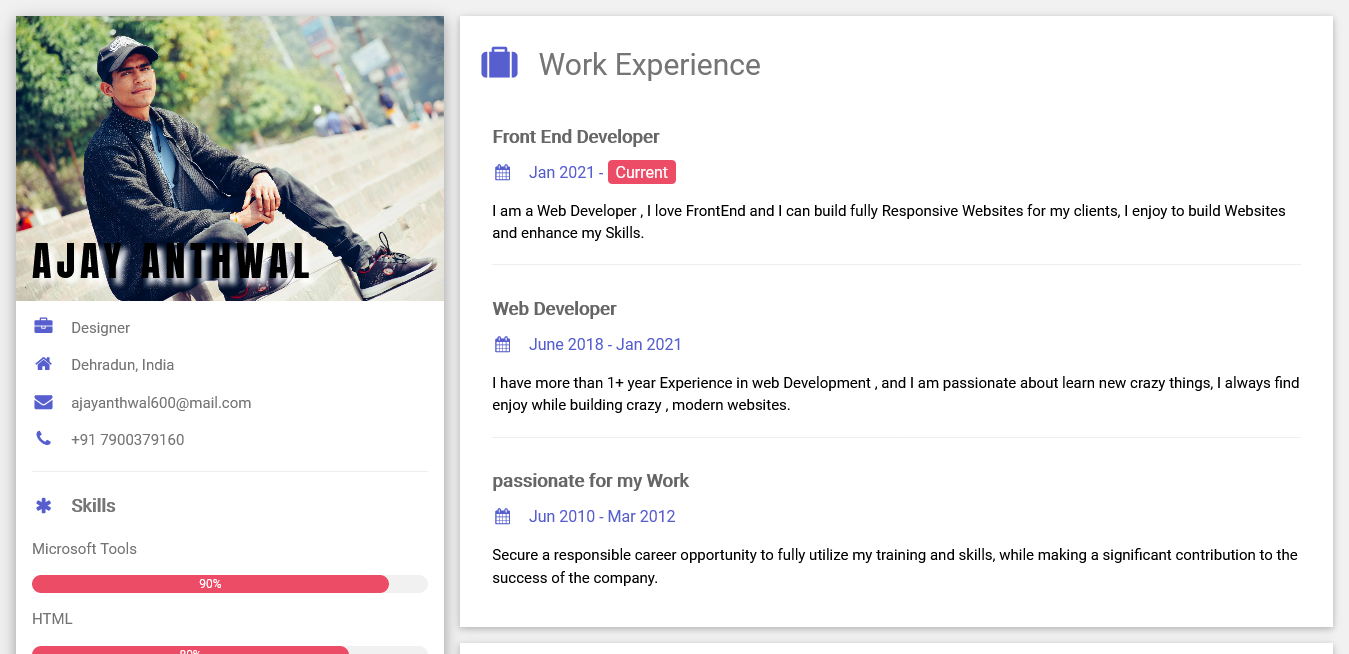 AJAY ANTHWAL
Designer
Dehradun, India
ajayanthwal600@mail.com
+91 7900379160
Skills
Microsoft Tools
90%
HTML
80%
Work Experience
Front End Developer
Jan 2021 - Current
I am a Web Developer , I love FrontEnd and I can build fully Responsive Websites for my clients, I enjoy to build Websites
and enhance my Skills.
Web Developer
June 2018 - Jan 2021
I have more than 1+ year Experience in web Development , and I am passionate about learn new crazy things, I always find
enjoy while building crazy , modern websites.
passionate for my Work
Jun 2010 - Mar 2012
Secure a responsible career opportunity to fully utilize my training and skills, while making a significant contribution to the
success of the company.